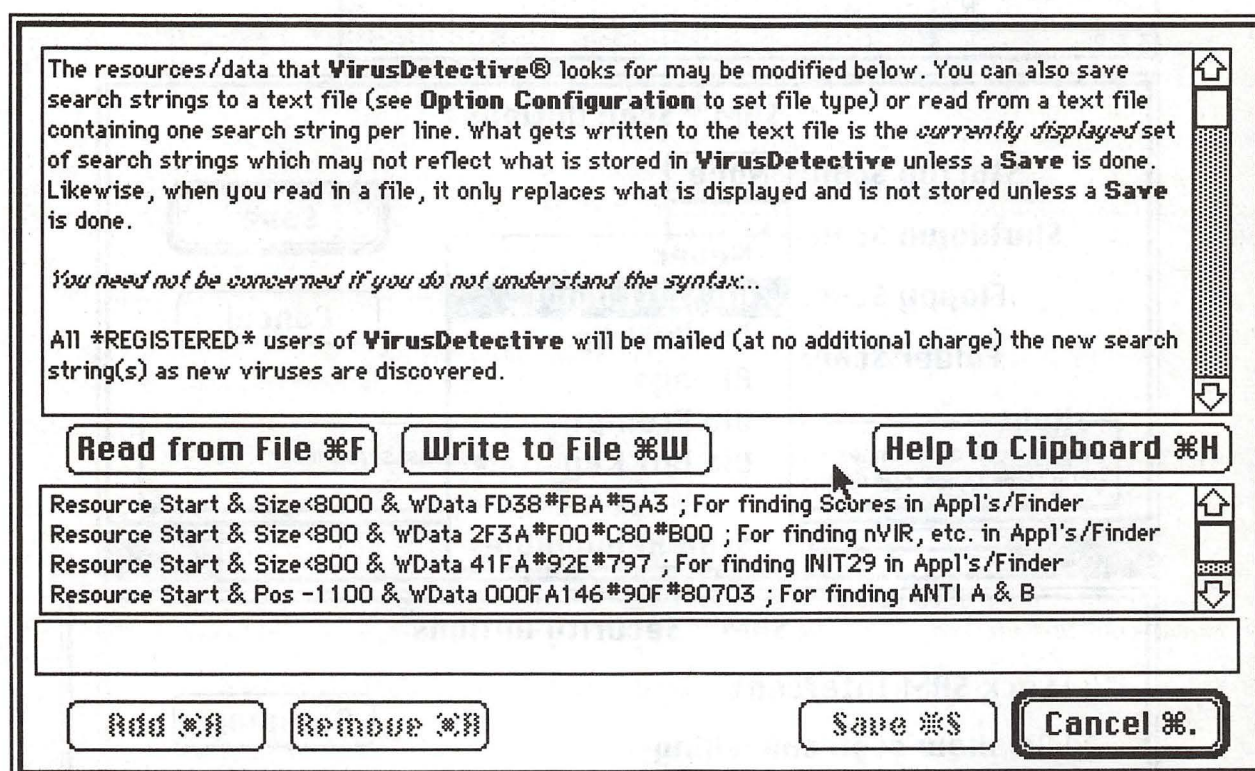 The resources/data that VirusDetective® looks for may be modified below. You can also save
search strings to a text file (see Option Configuration to set file type) or read from a text file
containing one search string per line. What gets written to the text file is the currently displayed set
of search strings which may not reflect what is stored in VirusDetective unless a Save is done.
Likewise, when you read in a file, it only replaces what is displayed and is not stored unless a Save
is done.
You need not be concerned if you do not understand the syntax...
All *REGISTERED* users of VirusDetective will be mailed (at no additional charge) the new search
string(s) as new viruses are discovered.
Read from File ⌘F Write to File ⌘W Help to Clipboard ⌘H
Resource Start & Size<8000 & WData FD38#FBA#5A3 ; For finding Scores in Appl's/Finder
Resource Start & Size<800 & WData 2F3A#F00#C80#B00 ; For finding nVIR, etc. in Appl's/Finder
Resource Start & Size<800 & WData 41FA#92E#797 ; For finding INIT29 in Appl's/Finder
Resource Start & Pos -1100 & WData 000FA146#90F#80703 ; For finding ANTI A & B
Add ⌘A Remove ⌘R Save ⌘S Cancel ⌘.